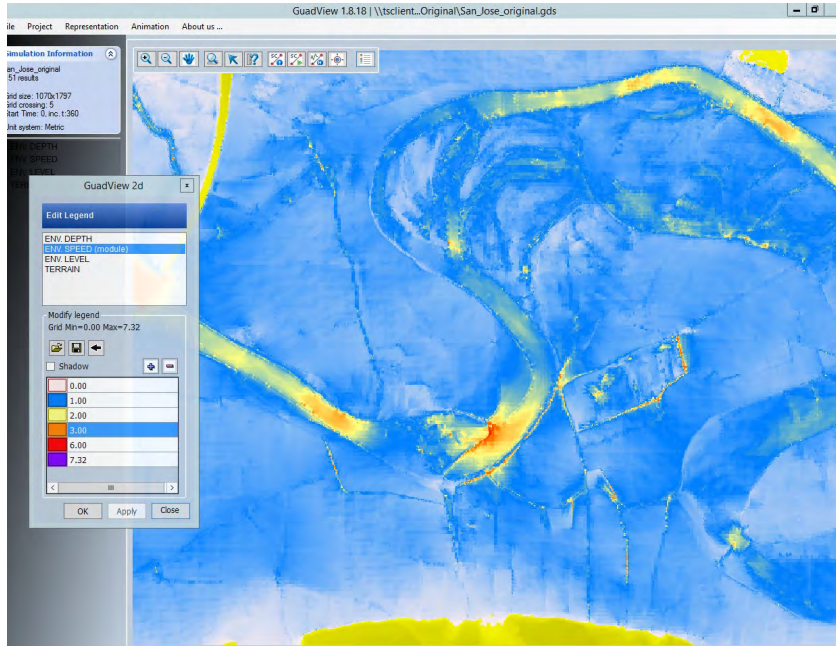 GuadView 1.8.18 | \\tsclient...Original\San_Jose_original.gds
ile Project Representation Animation About us ...
Simulation Information
San_Jose_original
51 results
Grid size: 1070x1797
Grid crossing: 5
Start Time: 0, inc. t:360
Unit system: Metric
ENV. DEPTH
ENV. SPEED
ENV. LEVEL
TER
GuadView 2d
Edit Legend
ENV. DEPTH
ENV. SPEED (module)
ENV. LEVEL
TERRAIN
Modify legend
Grid Min=0.00 Max=7.32
Shadow
0.00
1.00
2.00
3.00
6.00
7.32
OK Apply Close